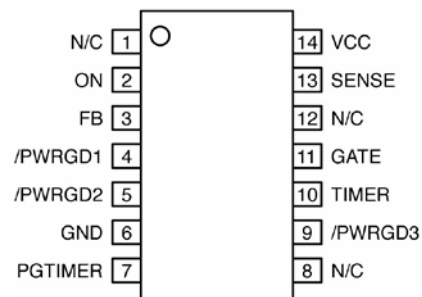 N/C 1 14 VCC
ON 2 13 SENSE
FB 3 12 N/C
/PWRGD1 4 11 GATE
/PWRGD2 5 10 TIMER
GND 6 9 /PWRGD3
PGTIMER 7 8 N/C